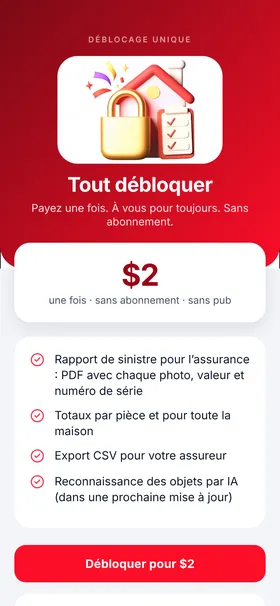 DÉBLOCAGE UNIQUE
Tout débloquer
Payez une fois. À vous pour toujours. Sans
abonnement.
$2
une fois · sans abonnement · sans pub
Rapport de sinistre pour l’assurance
: PDF avec chaque photo, valeur et
numéro de série
Totaux par pièce et pour toute la
maison
Export CSV pour votre assureur
Reconnaissance des objets par IA
(dans une prochaine mise à jour)
Débloquer pour $2